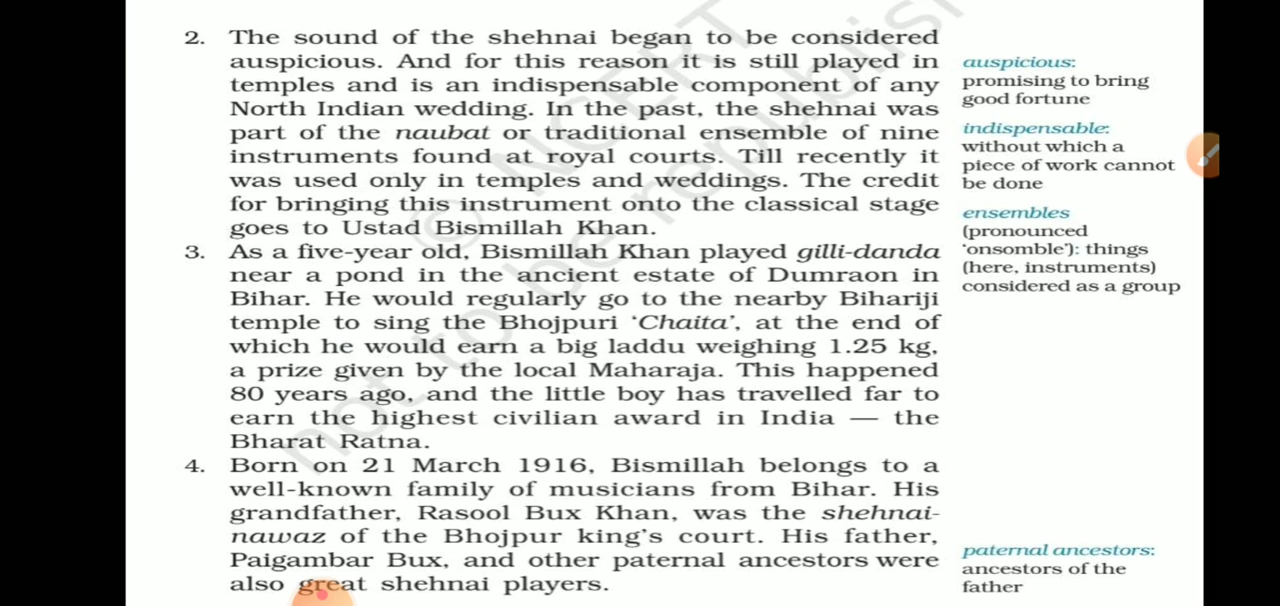 2. The sound of the shehnai began to be considered
auspicious. And for this reason it is still played in
temples and is an indispensable component of any
North Indian wedding. In the past, the shehnai was
part of the naubat or traditional ensemble of nine
instruments found at royal courts. Till recently it
was used only in temples and weddings. The credit
for bringing this instrument onto the classical stage
goes to Ustad Bismillah Khan.
3. As a five-year old, Bismillah Khan played gilli-danda
near a pond in the ancient estate of Dumraon in
Bihar. He would regularly go to the nearby Bihariji
temple to sing the Bhojpuri ‘Chaita’, at the end of
which he would earn a big laddu weighing 1.25 kg,
a prize given by the local Maharaja. This happened
80 years ago, and the little boy has travelled far to
earn the highest civilian award in India — the
Bharat Ratna.
4. Born on 21 March 1916, Bismillah belongs to a
well-known family of musicians from Bihar. His
grandfather, Rasool Bux Khan, was the shehnai-
nawaz of the Bhojpur king’s court. His father,
Paigambar Bux, and other paternal ancestors were
also great shehnai players.
auspicious:
promising to bring
good fortune
indispensable:
without which a
piece of work cannot
be done
ensembles
(pronounced
‘onsomble’): things
(here, instruments)
considered as a group
paternal ancestors:
ancestors of the
father
© NCERT
not to be republish